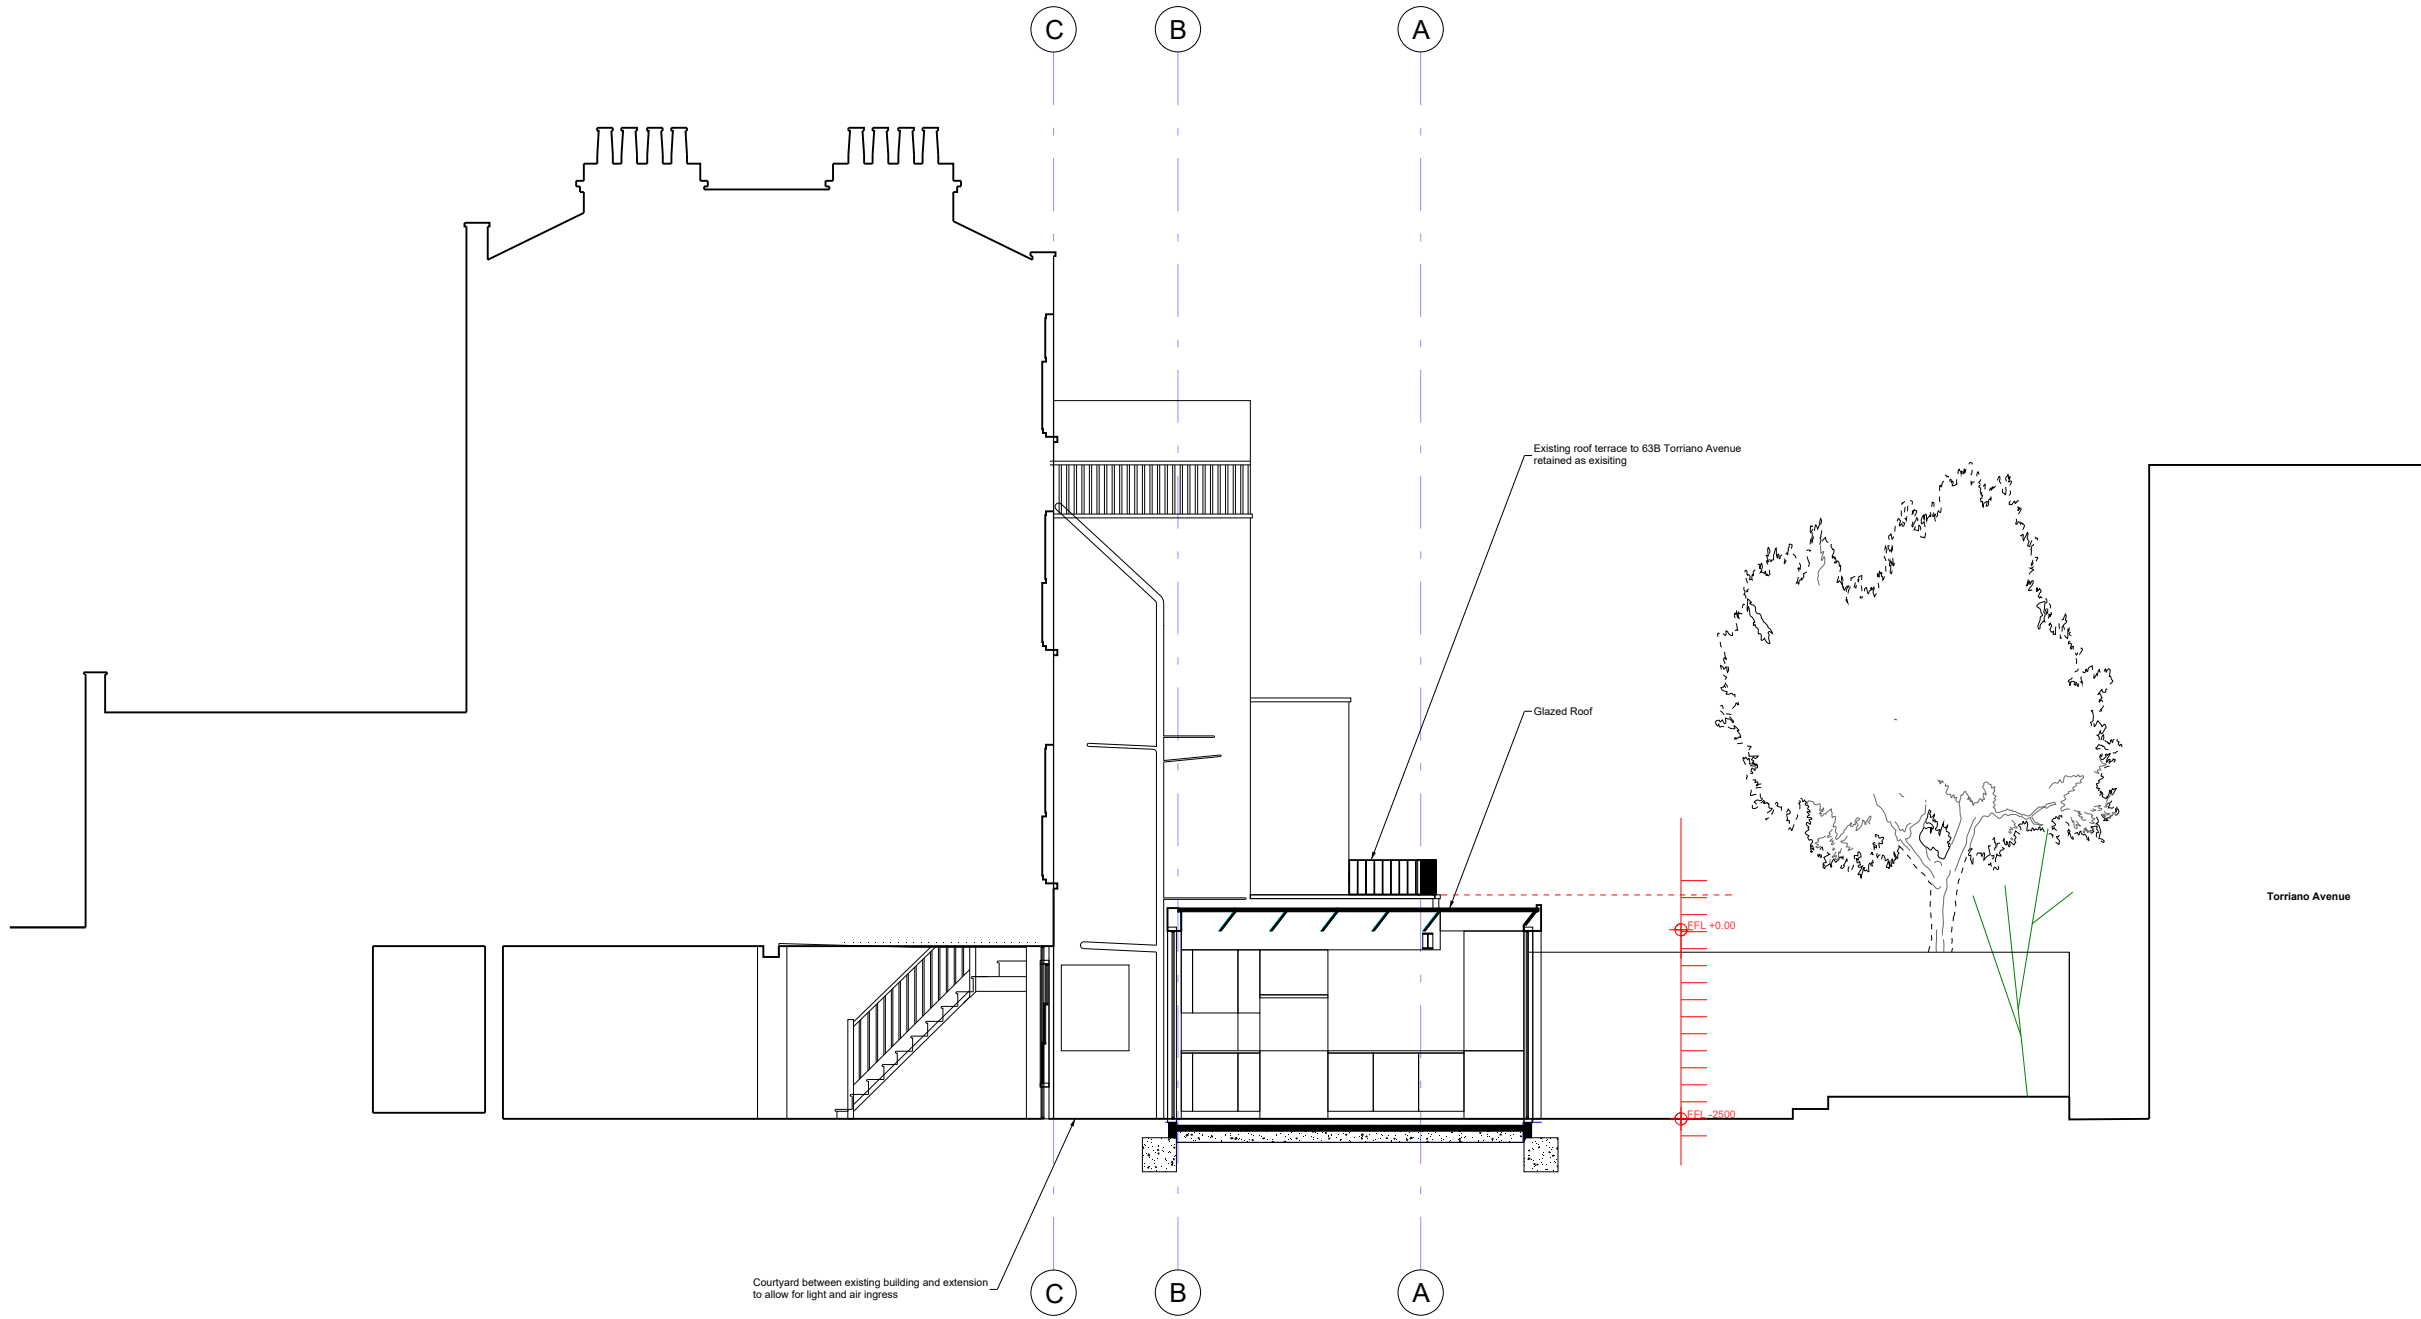 C
B
A
Existing roof terrace to 63B Torriano Avenue
retained as exisiting
Glazed Roof
Torriano Avenue
FFL +0.00
FFL -2500
Courtyard between existing building and extension
to allow for light and air ingress
C
B
A